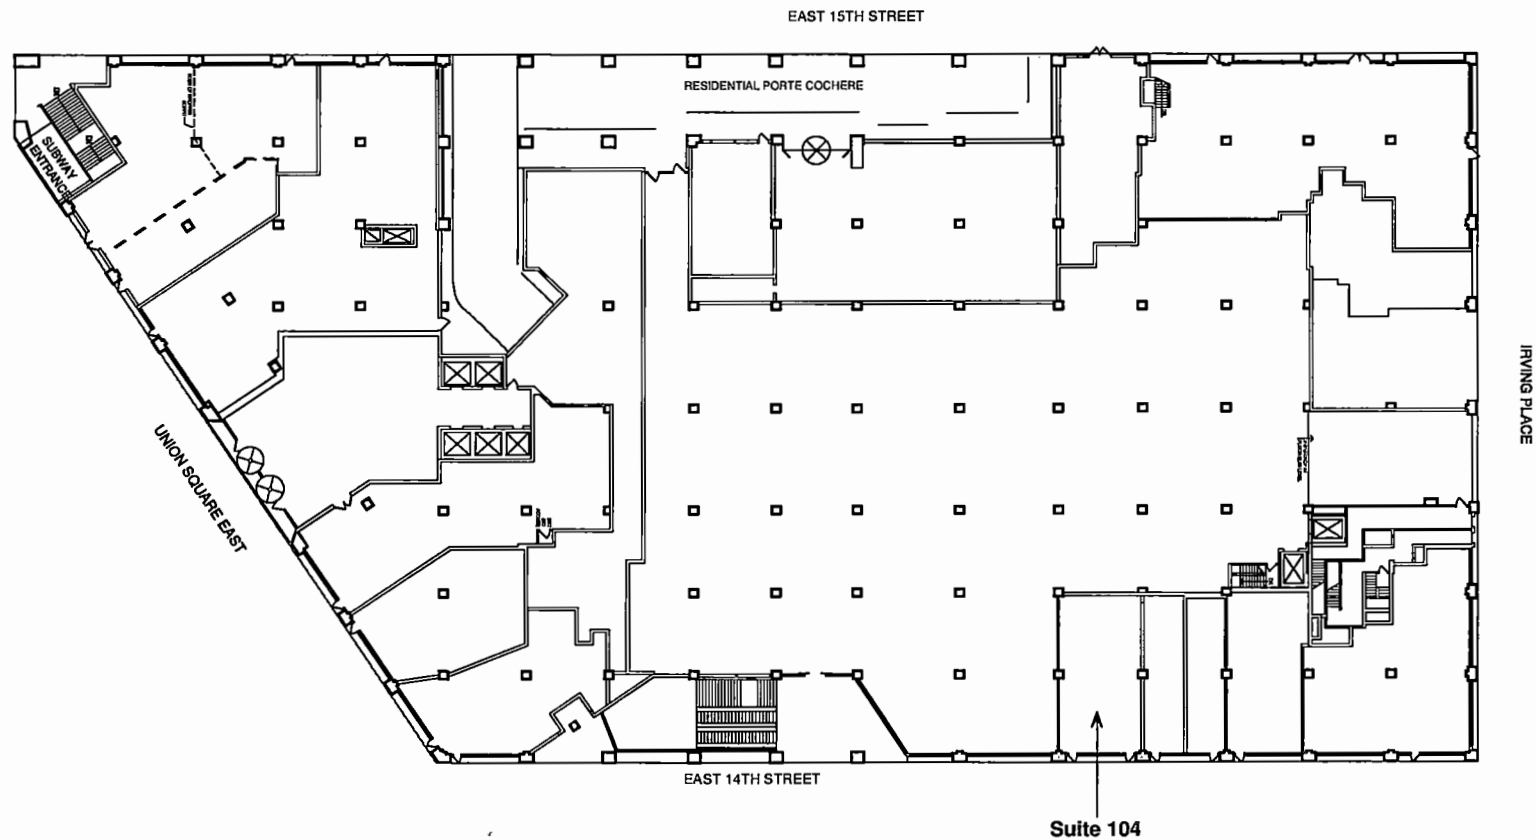 EAST 15TH STREET
RESIDENTIAL PORTE COCHERE
SUBWAY
ENTRANCE
IRVING PLACE
UNION SQUARE EAST
EAST 14TH STREET
Suite 104